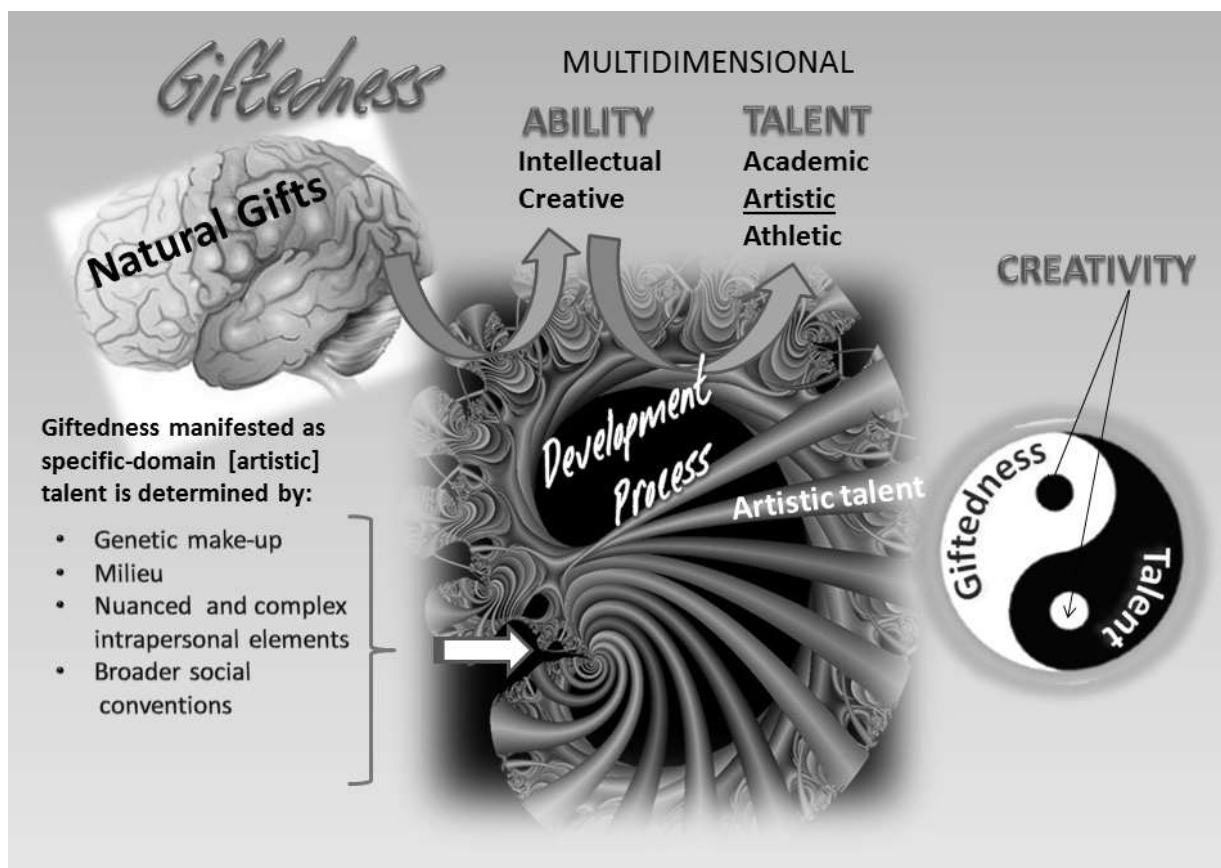 Giftedness
MULTIDIMENSIONAL
ABILITY
Intellectual
Creative
TALENT
Academic
Artistic
Athletic
Natural Gifts
CREATIVITY
Giftedness manifested as
specific-domain [artistic]
talent is determined by:
• Genetic make-up
• Milieu
• Nuanced and complex
intrapersonal elements
• Broader social
conventions
Development
Process
Artistic talent
Giftedness
Talent